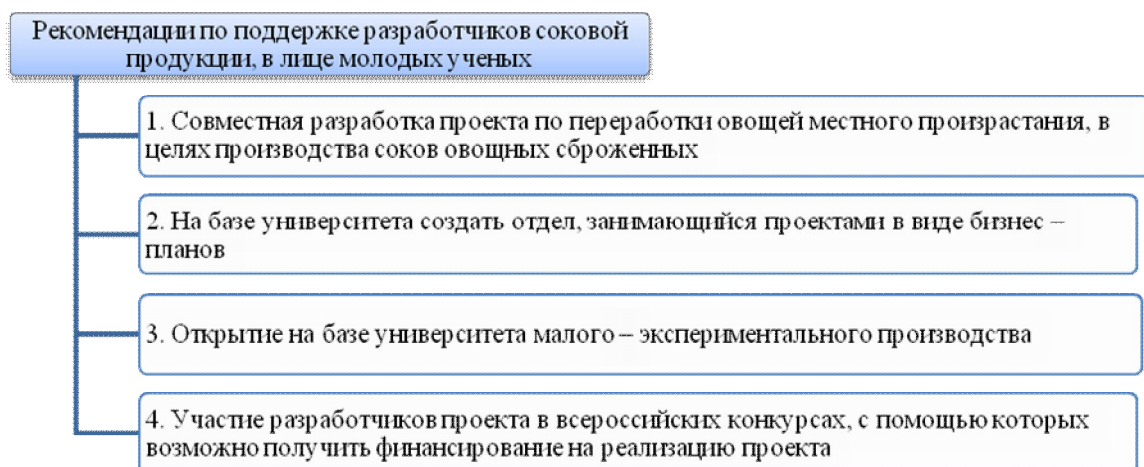 Рекомендации по поддержке разработчиков соковой
продукции, в лице молодых ученых
1. Совместная разработка проекта по переработки овощей местного произрастания, в
целях производства соков овощных сброженных
2. На базе университета создать отдел, занимающийся проектами в виде бизнес –
планов
3. Открытие на базе университета малого – экспериментального производства
4. Участие разработчиков проекта в всероссийских конкурсах, с помощью которых
возможно получить финансирование на реализацию проекта